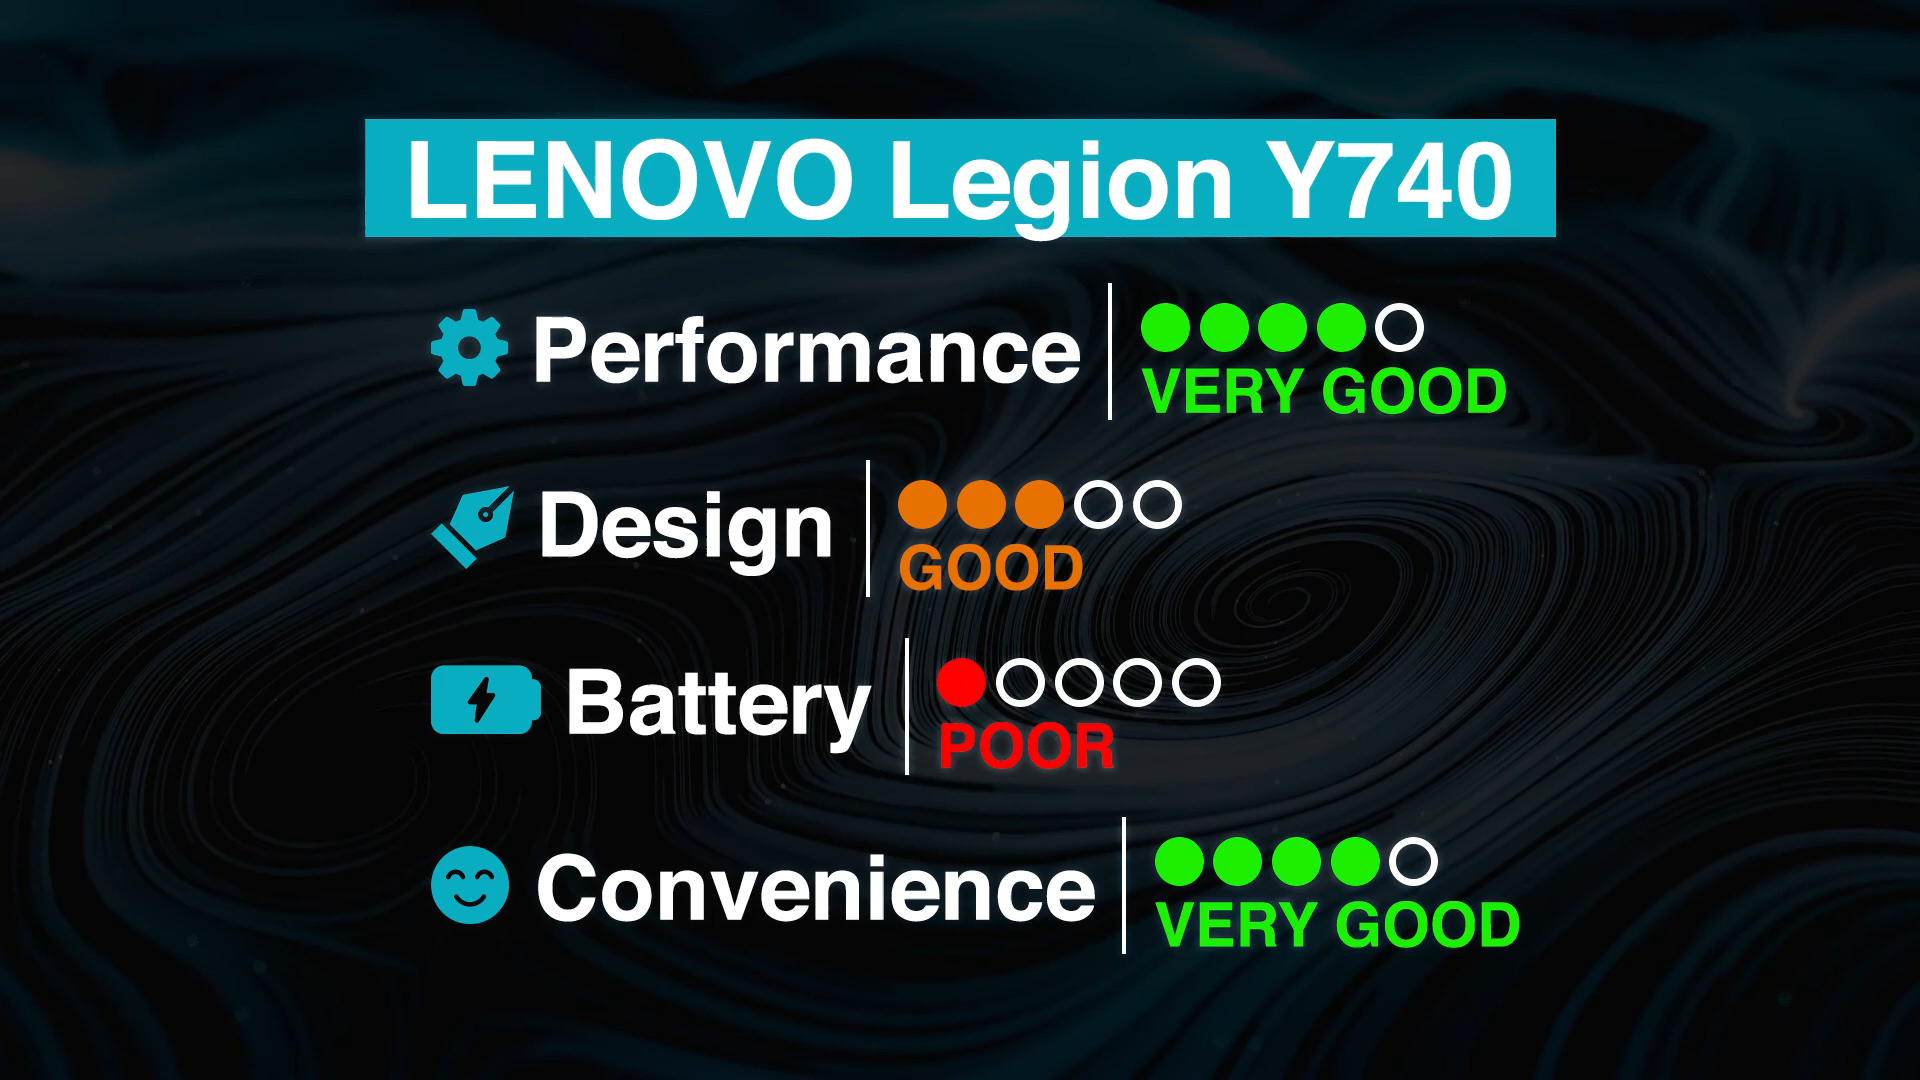 LENOVO Legion Y740
Performance
VERY GOOD
Design
GOOD
Battery
POOR
Convenience
VERY GOOD